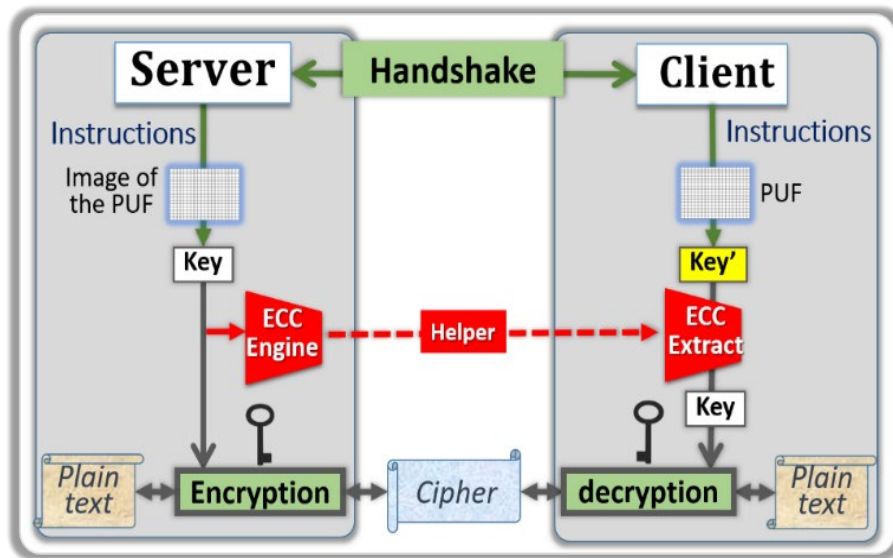 Server
Handshake
Client
Instructions
Instructions
Image of
the PUF
PUF
Key
Key'
ECC
Engine
Helper
ECC
Extract
Key
Plain
text
Encryption
Cipher
decryption
Plain
text